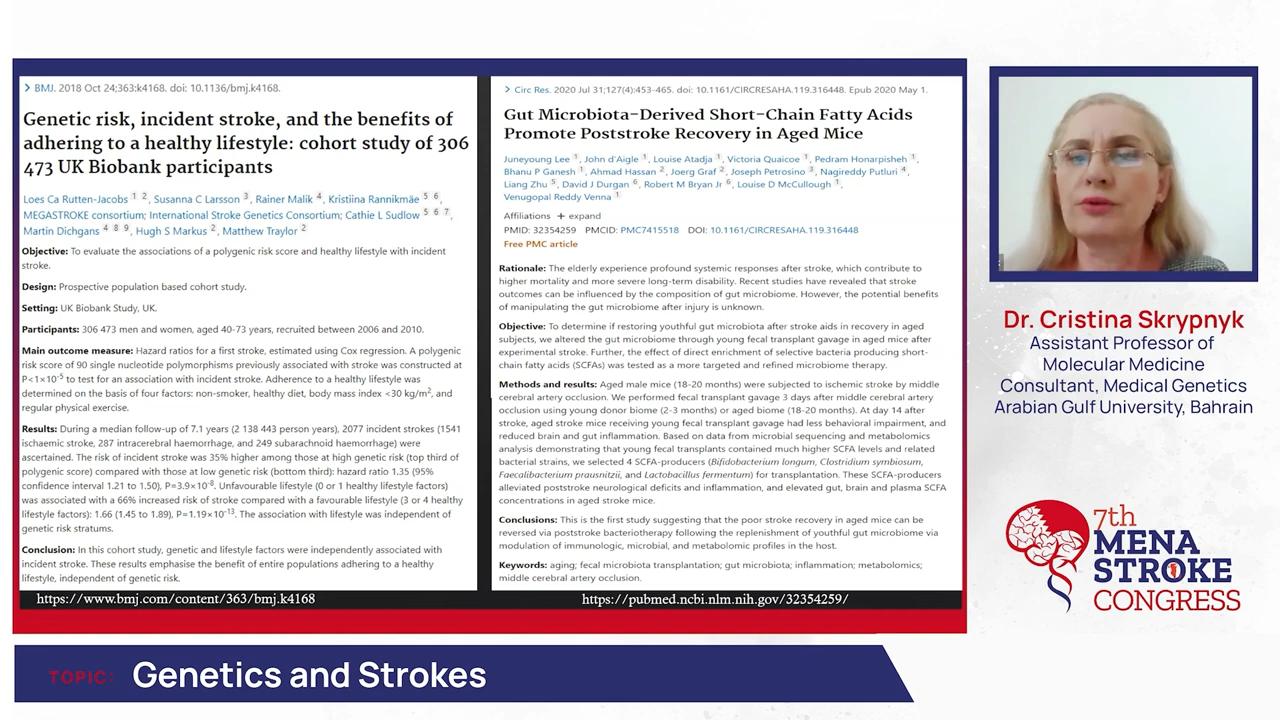 BMJ. 2018 Oct 24;363:k4168. doi: 10.1136/bmj.k4168.
Genetic risk, incident stroke, and the benefits of
adhering to a healthy lifestyle: cohort study of 306
473 UK Biobank participants
Loes Ca Rutten-Jacobs 1 2, Susanna C Larsson 3, Rainer Malik 4, Kristiina Rannikmäe 5 6,
MEGASTROKE consortium; International Stroke Genetics Consortium; Cathie L Sudlow 5 6 7,
Martin Dichgans 4 8 9, Hugh S Markus 2, Matthew Traylor 2
Objective: To evaluate the associations of a polygenic risk score and healthy lifestyle with incident
stroke.
Design: Prospective population based cohort study.
Setting: UK Biobank Study, UK.
Participants: 306 473 men and women, aged 40-73 years, recruited between 2006 and 2010.
Main outcome measure: Hazard ratios for a first stroke, estimated using Cox regression. A polygenic
risk score of 90 single nucleotide polymorphisms previously associated with stroke was constructed at
P<1×10-5 to test for an association with incident stroke. Adherence to a healthy lifestyle was
determined on the basis of four factors: non-smoker, healthy diet, body mass index <30 kg/m2, and
regular physical exercise.
Results: During a median follow-up of 7.1 years (2 138 443 person years), 2077 incident strokes (1541
ischaemic stroke, 287 intracerebral haemorrhage, and 249 subarachnoid haemorrhage) were
ascertained. The risk of incident stroke was 35% higher among those at high genetic risk (top third of
polygenic score) compared with those at low genetic risk (bottom third): hazard ratio 1.35 (95%
confidence interval 1.21 to 1.50), P=3.9×10-8. Unfavourable lifestyle (0 or 1 healthy lifestyle factors)
was associated with a 66% increased risk of stroke compared with a favourable lifestyle (3 or 4 healthy
lifestyle factors): 1.66 (1.45 to 1.89), P=1.19×10-13. The association with lifestyle was independent of
genetic risk stratums.
Conclusion: In this cohort study, genetic and lifestyle factors were independently associated with
incident stroke. These results emphasise the benefit of entire populations adhering to a healthy
lifestyle, independent of genetic risk.
https://www.bmj.com/content/363/bmj.k4168
Circ Res. 2020 Jul 31;127(4):453-465. doi: 10.1161/CIRCRESAHA.119.316448. Epub 2020 May 1.
Gut Microbiota-Derived Short-Chain Fatty Acids
Promote Poststroke Recovery in Aged Mice
Juneyoung Lee 1, John d'Aigle 1, Louise Atadja 1, Victoria Quaicoe 1, Pedram Honarpisheh 1,
Bhanu P Ganesh 1, Ahmad Hassan 2, Joerg Graf 2, Joseph Petrosino 3, Nagireddy Putluri 4,
Liang Zhu 5, David J Durgan 6, Robert M Bryan Jr 6, Louise D McCullough 1,
Venugopal Reddy Venna 1
Affiliations + expand
PMID: 32354259 PMCID: PMC7415518 DOI: 10.1161/CIRCRESAHA.119.316448
Free PMC article
Rationale: The elderly experience profound systemic responses after stroke, which contribute to
higher mortality and more severe long-term disability. Recent studies have revealed that stroke
outcomes can be influenced by the composition of gut microbiome. However, the potential benefits
of manipulating the gut microbiome after injury is unknown.
Objective: To determine if restoring youthful gut microbiota after stroke aids in recovery in aged
subjects, we altered the gut microbiome through young fecal transplant gavage in aged mice after
experimental stroke. Further, the effect of direct enrichment of selective bacteria producing short-
chain fatty acids (SCFAs) was tested as a more targeted and refined microbiome therapy.
Methods and results: Aged male mice (18-20 months) were subjected to ischemic stroke by middle
cerebral artery occlusion. We performed fecal transplant gavage 3 days after middle cerebral artery
occlusion using young donor biome (2-3 months) or aged biome (18-20 months). At day 14 after
stroke, aged stroke mice receiving young fecal transplant gavage had less behavioral impairment, and
reduced brain and gut inflammation. Based on data from microbial sequencing and metabolomics
analysis demonstrating that young fecal transplants contained much higher SCFA levels and related
bacterial strains, we selected 4 SCFA-producers (Bifidobacterium longum, Clostridium symbiosum,
Faecalibacterium prausnitzii, and Lactobacillus fermentum) for transplantation. These SCFA-producers
alleviated poststroke neurological deficits and inflammation, and elevated gut, brain and plasma SCFA
concentrations in aged stroke mice.
Conclusions: This is the first study suggesting that the poor stroke recovery in aged mice can be
reversed via poststroke bacteriotherapy following the replenishment of youthful gut microbiome via
modulation of immunologic, microbial, and metabolomic profiles in the host.
Keywords: aging; fecal microbiota transplantation; gut microbiota; inflammation; metabolomics;
middle cerebral artery occlusion.
https://pubmed.ncbi.nlm.nih.gov/32354259/
Dr. Cristina Skrypnyk
Assistant Professor of
Molecular Medicine
Consultant, Medical Genetics
Arabian Gulf University, Bahrain
7th
MENA
STROKE
CONGRESS
TOPIC: Genetics and Strokes